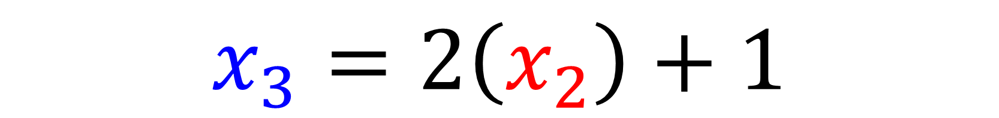 x₃ = 2(x₂) + 1